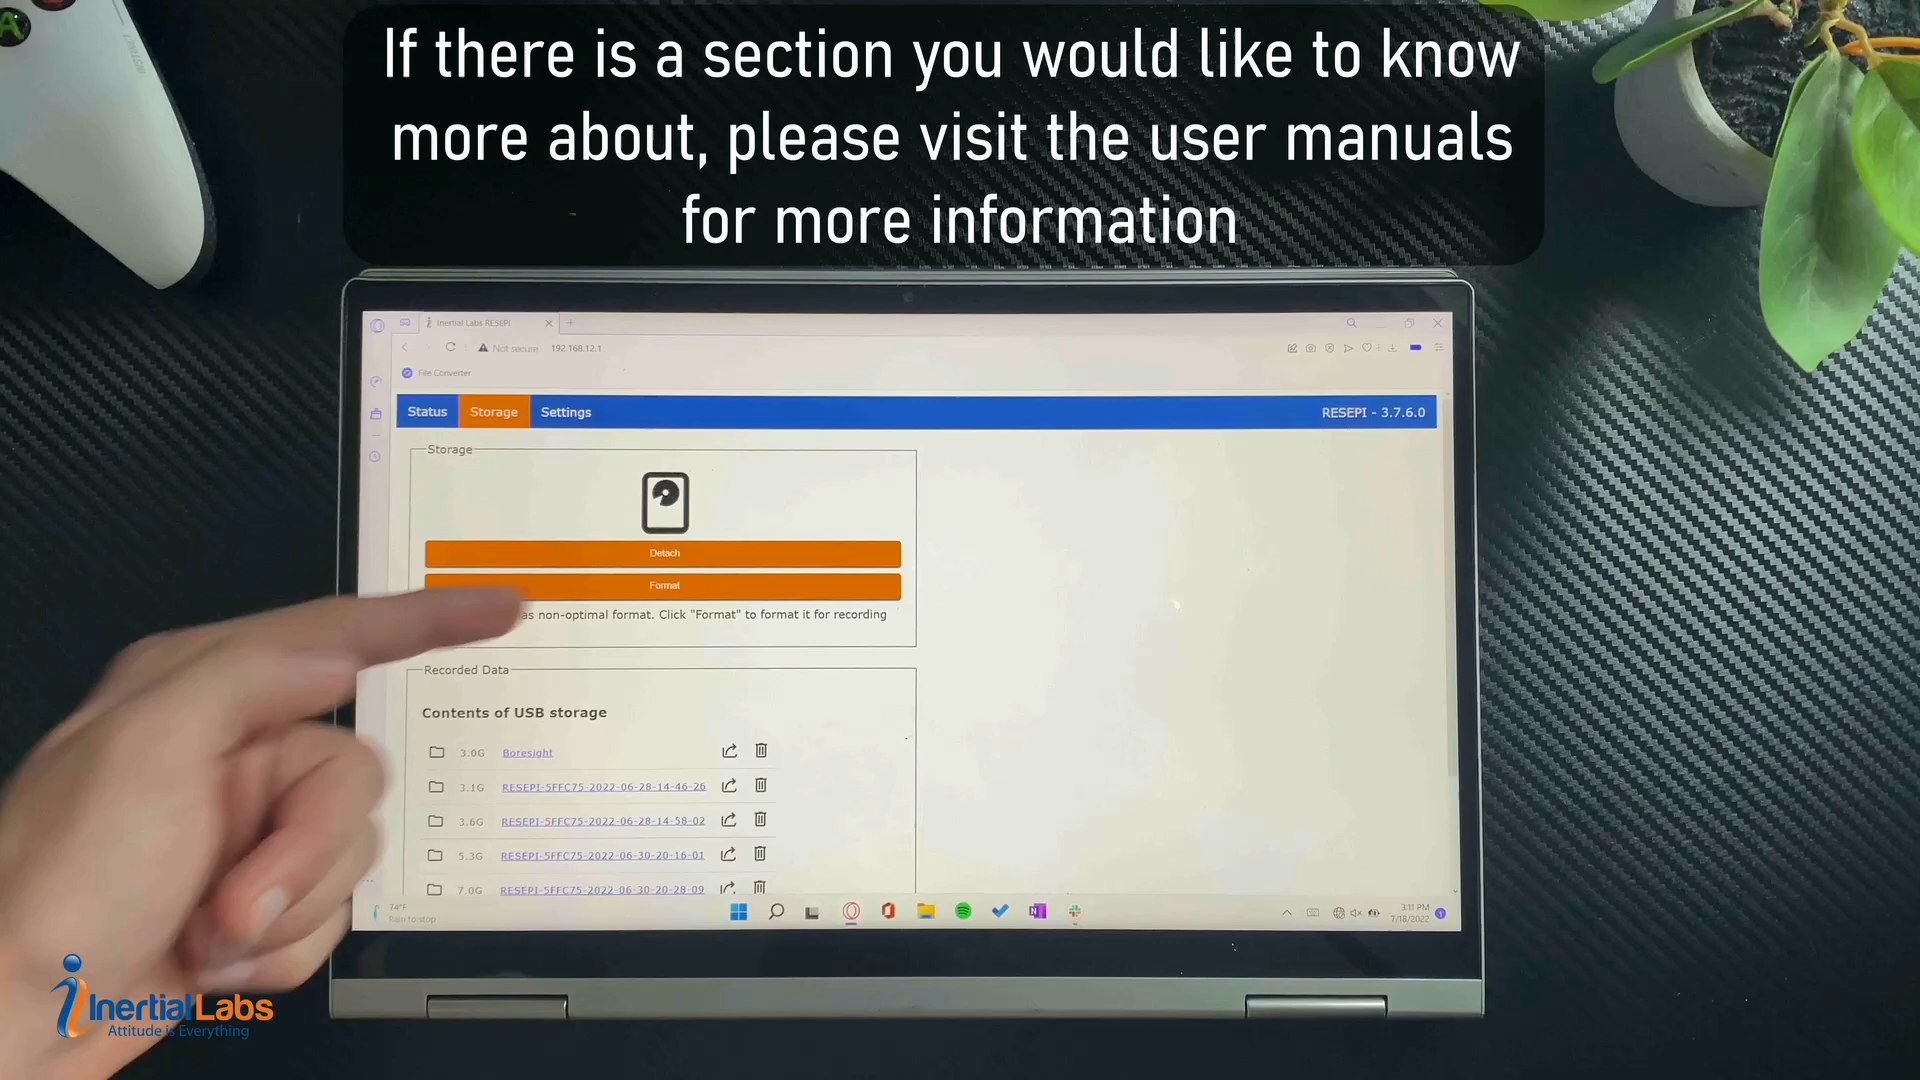 If there is a section you would like to know
more about, please visit the user manuals
for more information
Inertial Labs RESEPI
Not secure 192.168.12.1
File Converter
Status Storage Settings RESEPI - 3.7.6.0
Storage
Detach
Format
as non-optimal format. Click "Format" to format it for recording
Recorded Data
Contents of USB storage
3.0G Boresight
3.1G RESEPI-5FFC75-2022-06-28-14-46-26
3.6G RESEPI-5FFC75-2022-06-28-14-58-02
5.3G RESEPI-5FFC75-2022-06-30-20-16-01
7.0G RESEPI-5FFC75-2022-06-30-20-28-09
74°F
Rain to stop
3:11 PM
7/18/2022
1
InertialLabs
Attitude is Everything